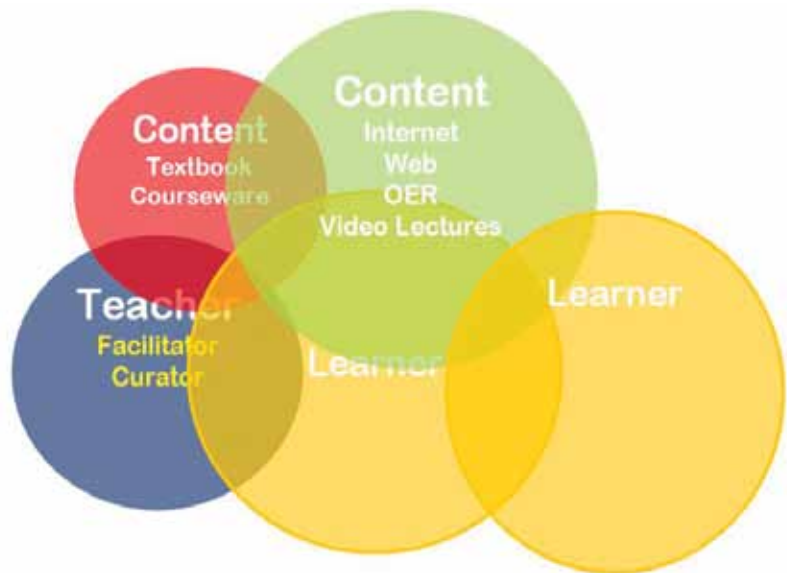 Content
Textbook
Courseware
Content
Internet
Web
OER
Video Lectures
Teacher
Facilitator
Curator
Learner
Learner